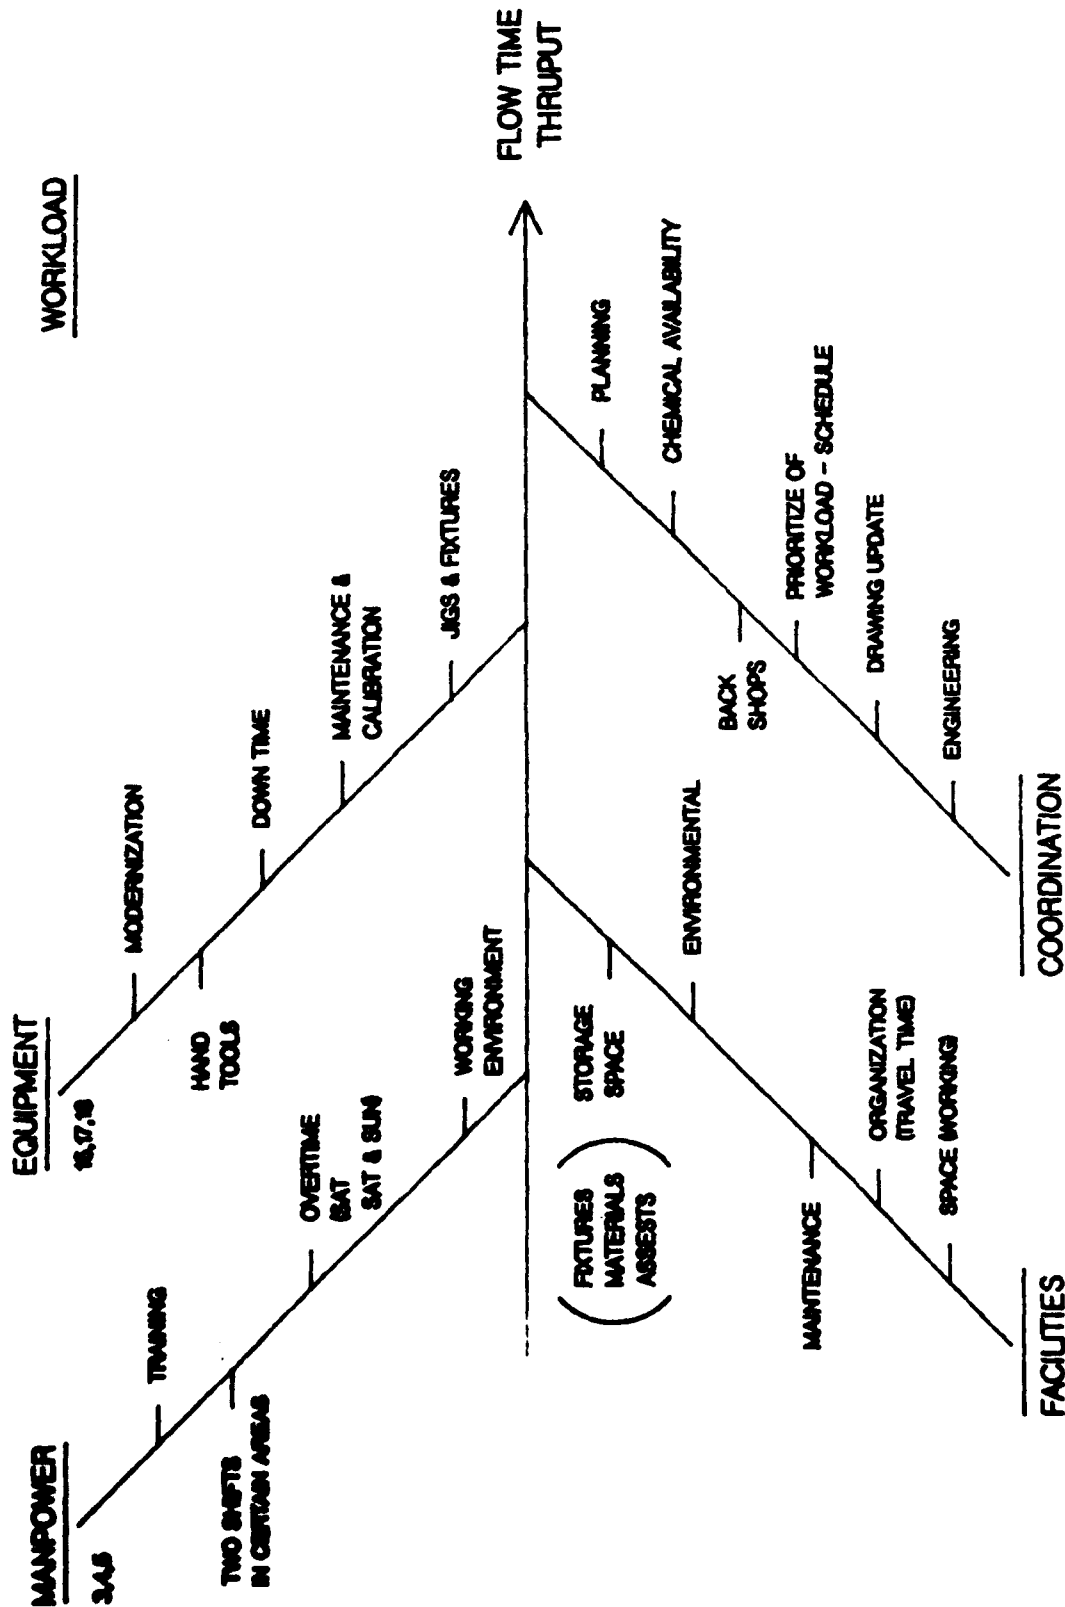 MANPOWER
3,4,5
TRAINING
TWO SHIFTS
IN CERTAIN AREAS
OVERTIME
(SAT
SAT & SUN)
WORKING
ENVIRONMENT
EQUIPMENT
16,17,18
MODERNIZATION
HAND
TOOLS
DOWN TIME
MAINTENANCE &
CALIBRATION
JIGS & FIXTURES
WORKLOAD
FLOW TIME
THRUPUT
FIXTURES
MATERIALS
ASSESTS
STORAGE
SPACE
ENVIRONMENTAL
MAINTENANCE
ORGANIZATION
(TRAVEL TIME)
SPACE (WORKING)
FACILITIES
PLANNING
CHEMICAL AVAILABILITY
BACK
SHOPS
PRIORITIZE OF
WORKLOAD - SCHEDULE
DRAWING UPDATE
ENGINEERING
COORDINATION